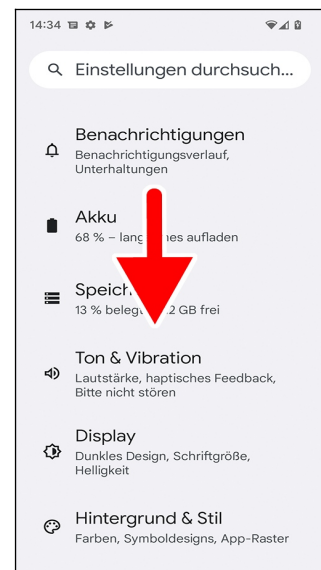 14:34
Einstellungen durchsuch...
Benachrichtigungen
Benachrichtigungsverlauf,
Unterhaltungen
Akku
68 % – aufladen
13 % GB frei
Ton & Vibration
Lautstärke, haptisches Feedback,
Bitte nicht stören
Display
Dunkles Design, Schriftgröße,
Helligkeit
Hintergrund & Stil
Farben, Symboldesigns, App-Raster